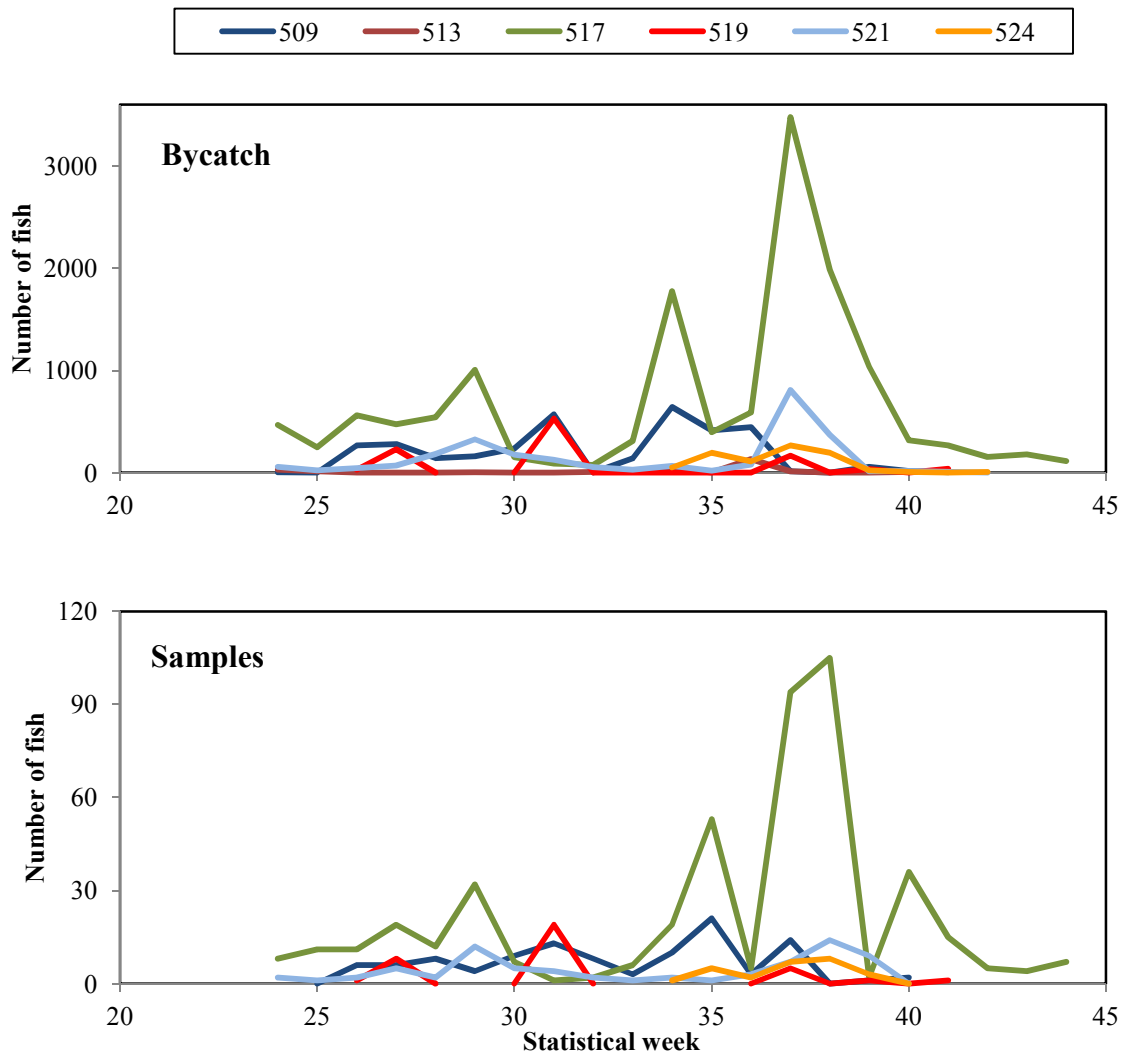 509 513 517 519 521 524
Bycatch
Number of fish
3000
2000
1000
0
20 25 30 35 40 45
Samples
Number of fish
120
90
60
30
0
20 25 30 35 40 45
Statistical week